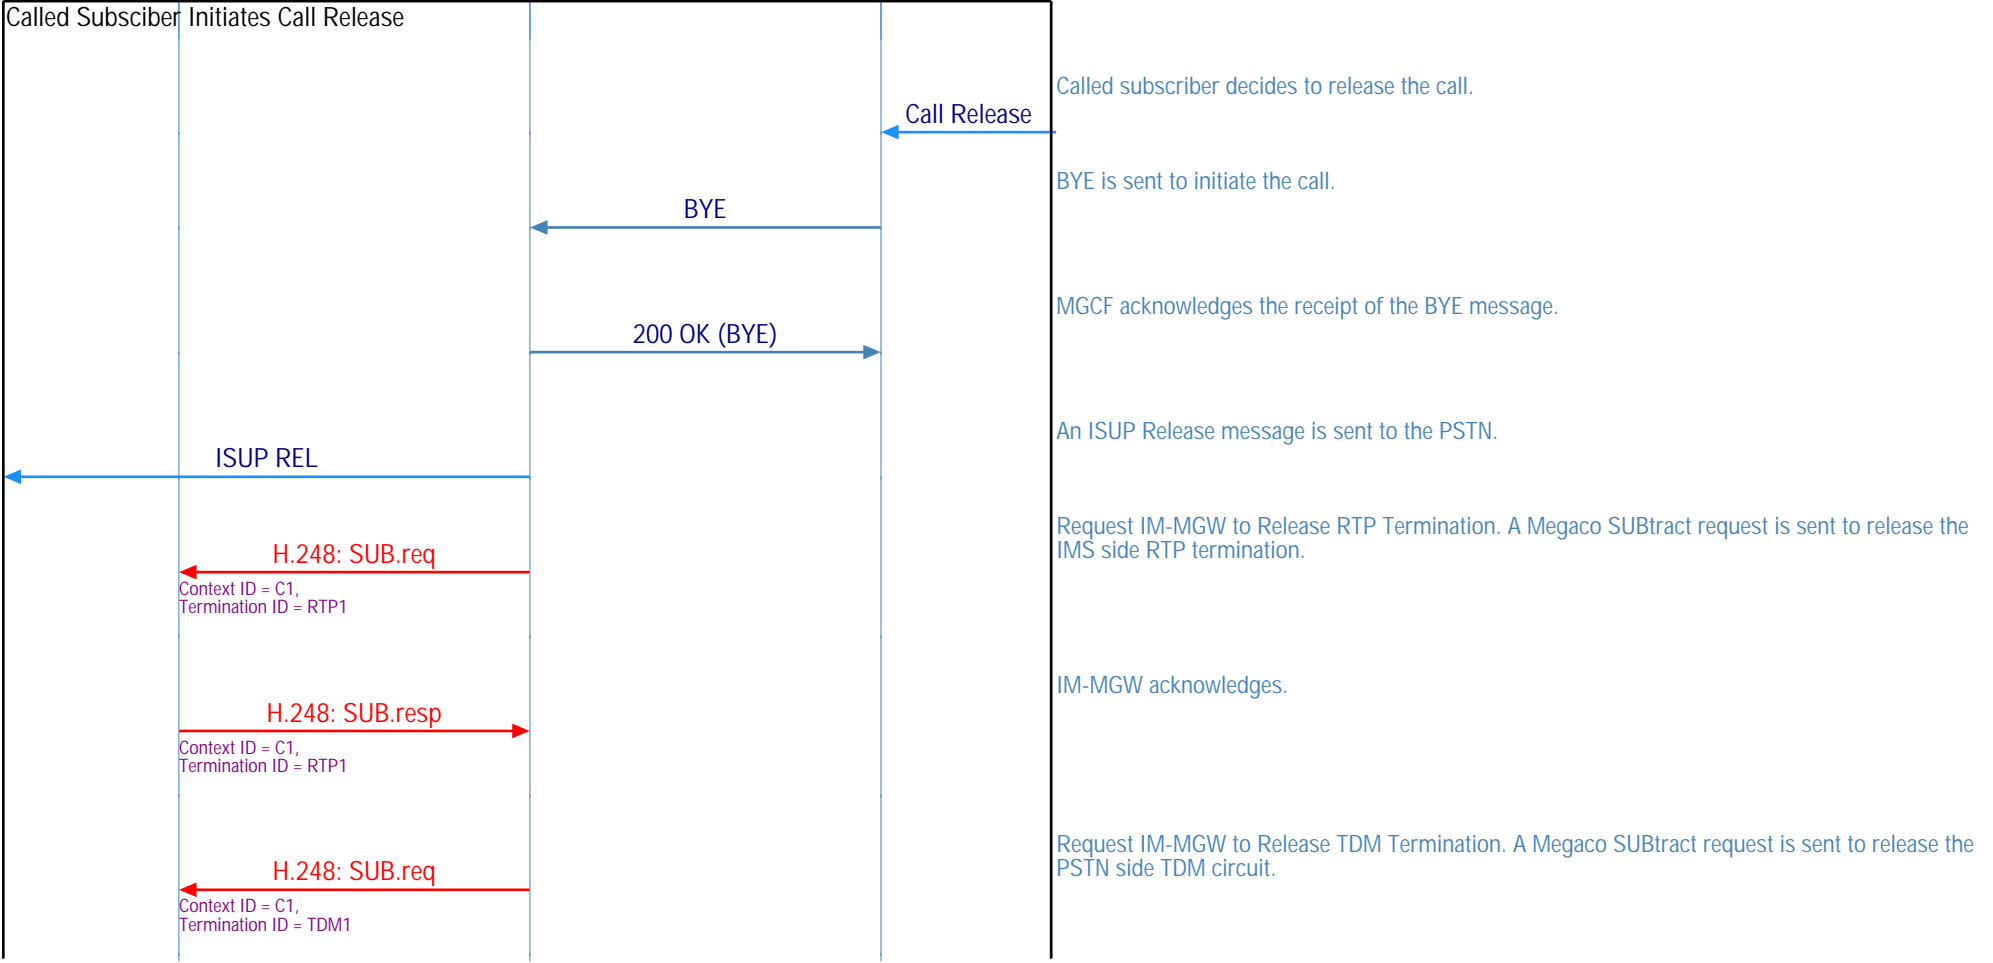 Called Subsciber Initiates Call Release
Called subscriber decides to release the call.
Call Release
BYE is sent to initiate the call.
BYE
MGCF acknowledges the receipt of the BYE message.
200 OK (BYE)
An ISUP Release message is sent to the PSTN.
ISUP REL
Request IM-MGW to Release RTP Termination. A Megaco SUBtract request is sent to release the
IMS side RTP termination.
H.248: SUB.req
Context ID = C1,
Termination ID = RTP1
IM-MGW acknowledges.
H.248: SUB.resp
Context ID = C1,
Termination ID = RTP1
Request IM-MGW to Release TDM Termination. A Megaco SUBtract request is sent to release the
PSTN side TDM circuit.
H.248: SUB.req
Context ID = C1,
Termination ID = TDM1